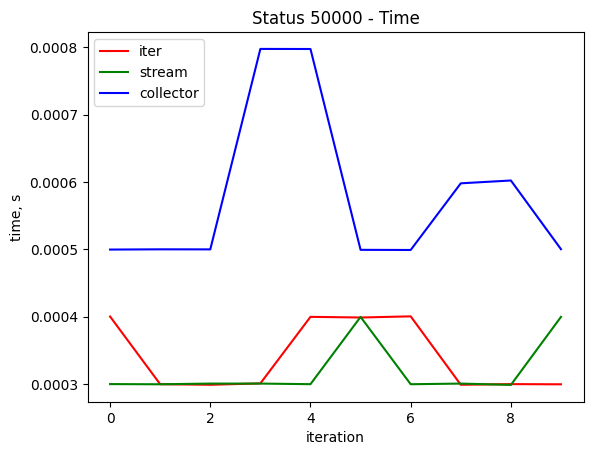 Status 50000 - Time
iter
stream
collector
0.0008
0.0007
0.0006
0.0005
0.0004
0.0003
time, s
0 2 4 6 8
iteration